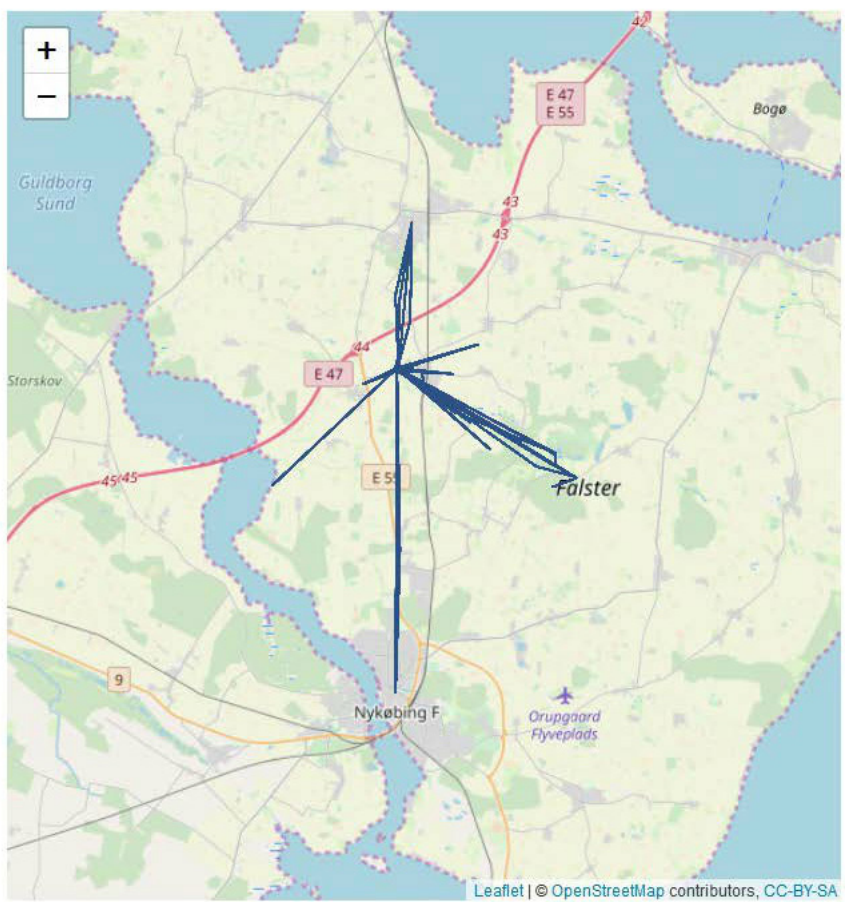 +
−
42
E 47
E 55
Bogø
Guldborg
Sund
43
43
44
E 47
Storskov
45
45
E 55
Falster
9
Nykøbing F
Orupgaard
Flyveplads
Leaflet | © OpenStreetMap contributors, CC-BY-SA